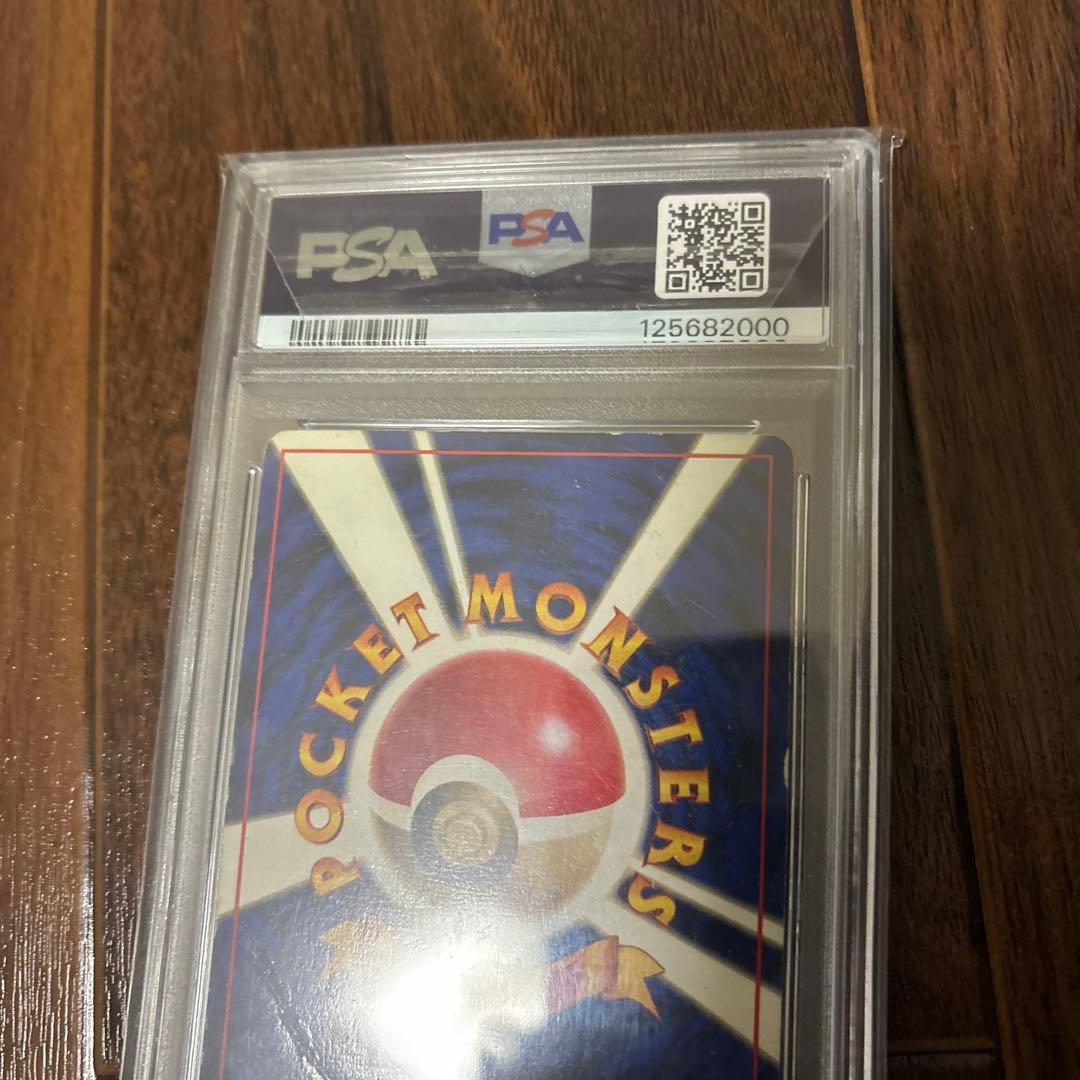 PSA
PSA
125682000
POCKET MONSTERS